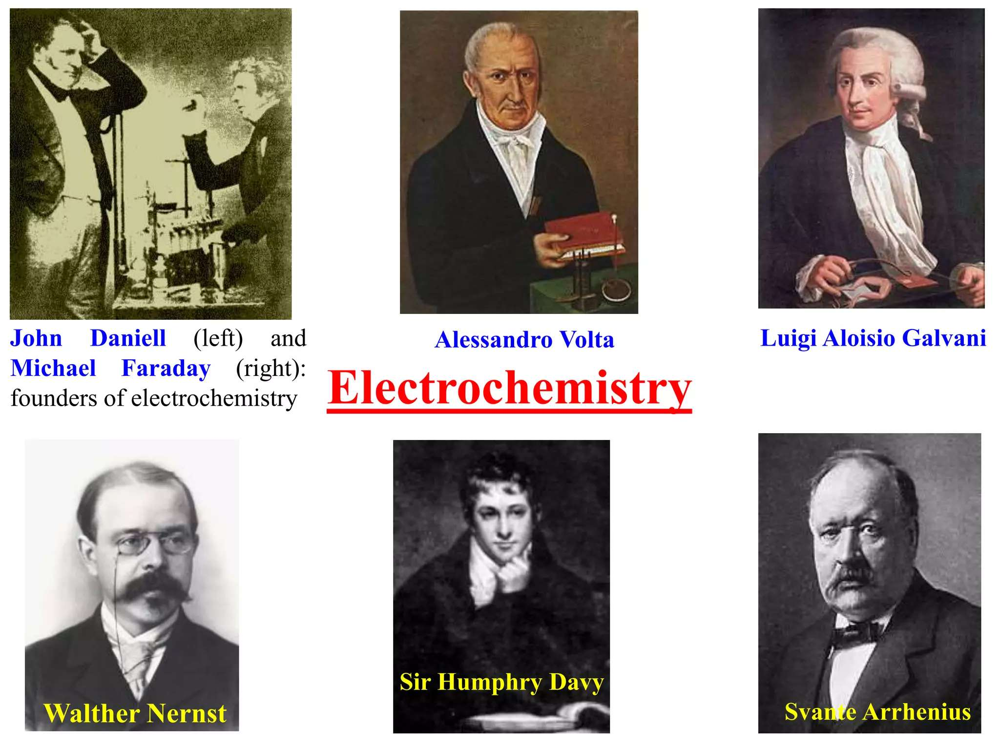 John Daniell (left) and
Michael Faraday (right):
founders of electrochemistry
Alessandro Volta
Luigi Aloisio Galvani
Electrochemistry
Walther Nernst
Sir Humphry Davy
Svante Arrhenius